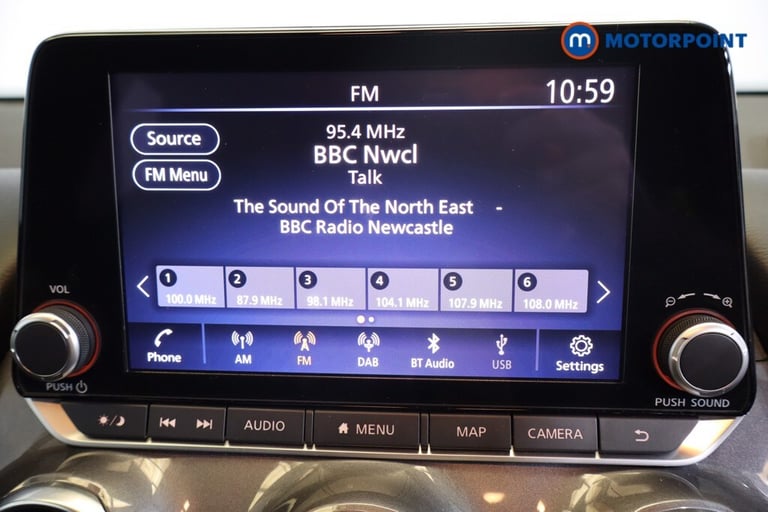 m MOTORPOINT
FM
10:59
Source
95.4 MHz
BBC Nwcl
FM Menu
Talk
The Sound Of The North East -
BBC Radio Newcastle
1 2 3 4 5 6
100.0 MHz 87.9 MHz 98.1 MHz 104.1 MHz 107.9 MHz 108.0 MHz
VOL
Phone
AM
FM
DAB
BT Audio
USB
Settings
PUSH
PUSH SOUND
AUDIO
MENU
MAP
CAMERA